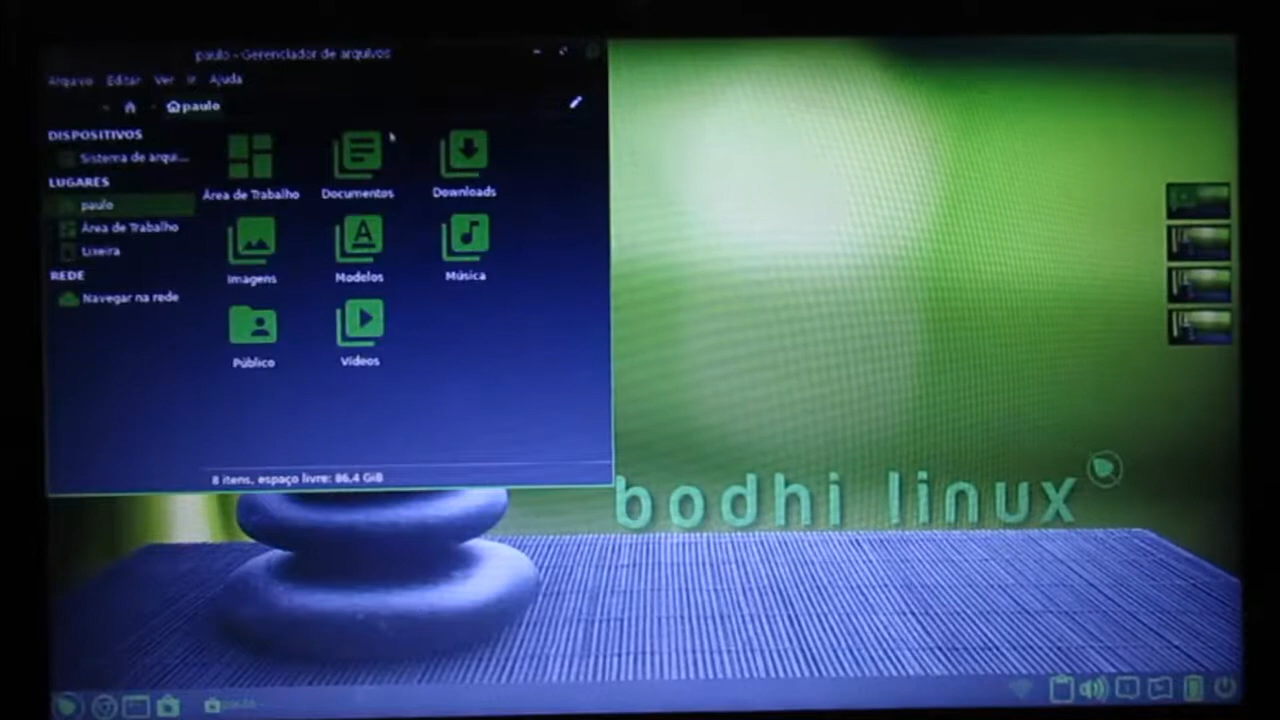 paulo - Gerenciador de arquivos
Arquivo Editar Ver Ir Ajuda
paulo
DISPOSITIVOS
Sistema de arqui...
LUGARES
paulo
Área de Trabalho
Lixeira
REDE
Navegar na rede
Área de Trabalho Documentos Downloads
Imagens Modelos Música
Público Vídeos
8 itens, espaço livre: 86,4 GiB
bodhi linux
paulo